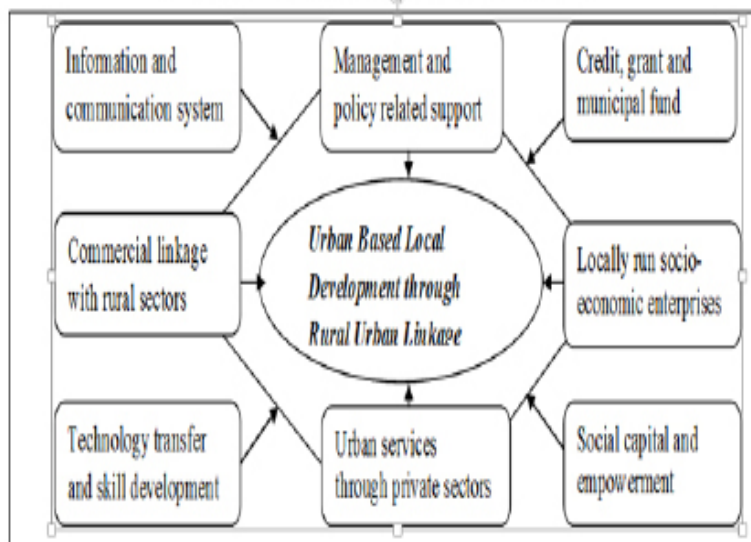 Information and
communication system
Management and
policy related support
Credit, grant and
municipal fund
Commercial linkage
with rural sectors
Urban Based Local
Development through
Rural Urban Linkage
Locally run socio-
economic enterprises
Technology transfer
and skill development
Urban services
through private sectors
Social capital and
empowerment